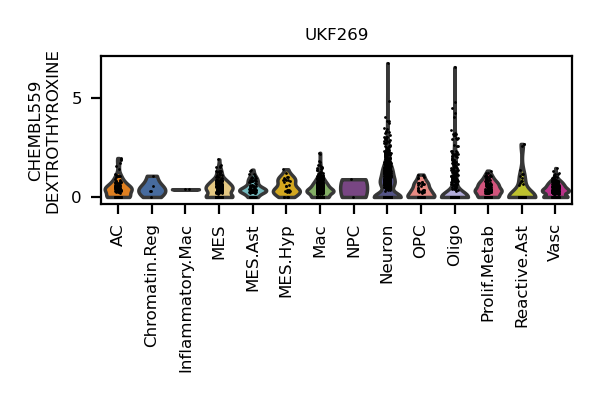 UKF269
CHEMBL559
DEXTROTHYROXINE
5
0
AC
Chromatin.Reg
Inflammatory.Mac
MES
MES.Ast
MES.Hyp
Mac
NPC
Neuron
OPC
Oligo
Prolif.Metab
Reactive.Ast
Vasc